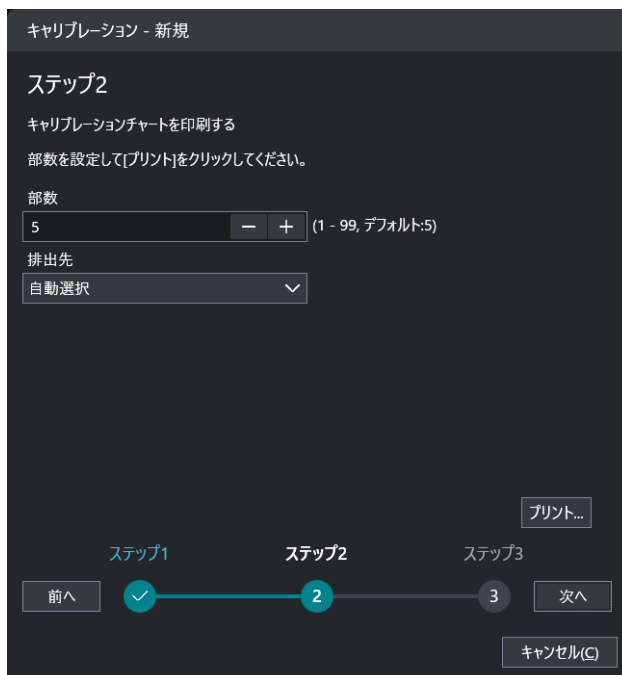 キャリブレーション - 新規
ステップ2
キャリブレーションチャートを印刷する
部数を設定して[プリント]をクリックしてください。
部数
5 − + (1 - 99, デフォルト:5)
排出先
自動選択
プリント...
ステップ1 ステップ2 ステップ3
前へ 2 3 次へ
キャンセル(C)